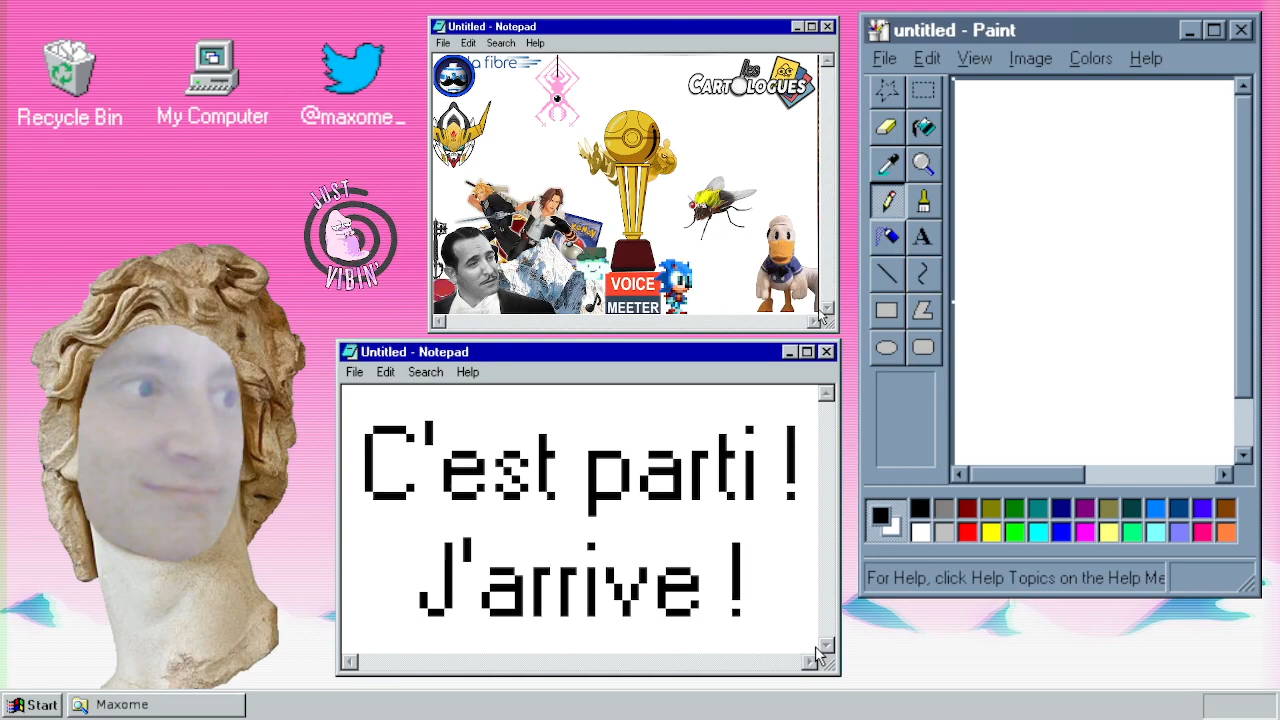 Recycle Bin
My Computer
@maxome_
JUST
VIBIN'
Untitled - Notepad
File Edit Search Help
la fibre
les
CARTOLOGUES
POKéMON
VOICE
MEETER
Untitled - Notepad
File Edit Search Help
C'est parti !
J'arrive !
untitled - Paint
File Edit View Image Colors Help
A
For Help, click Help Topics on the Help Me
Start
Maxome